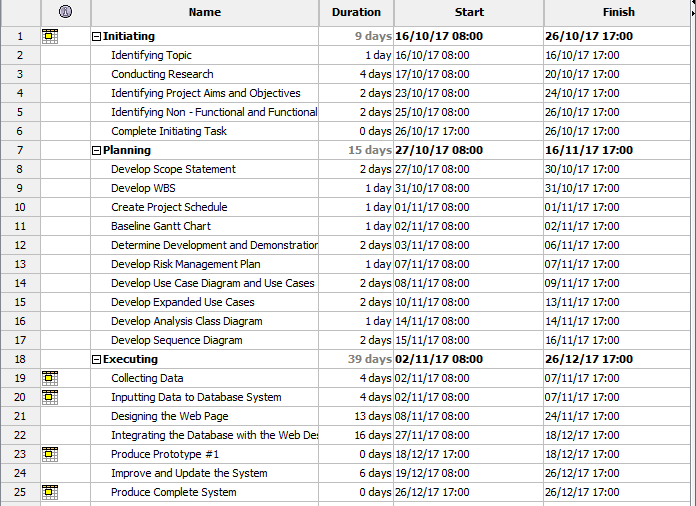 Name Duration Start Finish
1 Initiating 9 days 16/10/17 08:00 26/10/17 17:00
2 Identifying Topic 1 day 16/10/17 08:00 16/10/17 17:00
3 Conducting Research 4 days 17/10/17 08:00 20/10/17 17:00
4 Identifying Project Aims and Objectives 2 days 23/10/17 08:00 24/10/17 17:00
5 Identifying Non - Functional and Functional 2 days 25/10/17 08:00 26/10/17 17:00
6 Complete Initiating Task 0 days 26/10/17 17:00 26/10/17 17:00
7 Planning 15 days 27/10/17 08:00 16/11/17 17:00
8 Develop Scope Statement 2 days 27/10/17 08:00 30/10/17 17:00
9 Develop WBS 1 day 31/10/17 08:00 31/10/17 17:00
10 Create Project Schedule 1 day 01/11/17 08:00 01/11/17 17:00
11 Baseline Gantt Chart 1 day 02/11/17 08:00 02/11/17 17:00
12 Determine Development and Demonstration 2 days 03/11/17 08:00 06/11/17 17:00
13 Develop Risk Management Plan 1 day 07/11/17 08:00 07/11/17 17:00
14 Develop Use Case Diagram and Use Cases 2 days 08/11/17 08:00 09/11/17 17:00
15 Develop Expanded Use Cases 2 days 10/11/17 08:00 13/11/17 17:00
16 Develop Analysis Class Diagram 1 day 14/11/17 08:00 14/11/17 17:00
17 Develop Sequence Diagram 2 days 15/11/17 08:00 16/11/17 17:00
18 Executing 39 days 02/11/17 08:00 26/12/17 17:00
19 Collecting Data 4 days 02/11/17 08:00 07/11/17 17:00
20 Inputting Data to Database System 4 days 02/11/17 08:00 07/11/17 17:00
21 Designing the Web Page 13 days 08/11/17 08:00 24/11/17 17:00
22 Integrating the Database with the Web Des 16 days 27/11/17 08:00 18/12/17 17:00
23 Produce Prototype #1 0 days 18/12/17 17:00 18/12/17 17:00
24 Improve and Update the System 6 days 19/12/17 08:00 26/12/17 17:00
25 Produce Complete System 0 days 26/12/17 17:00 26/12/17 17:00